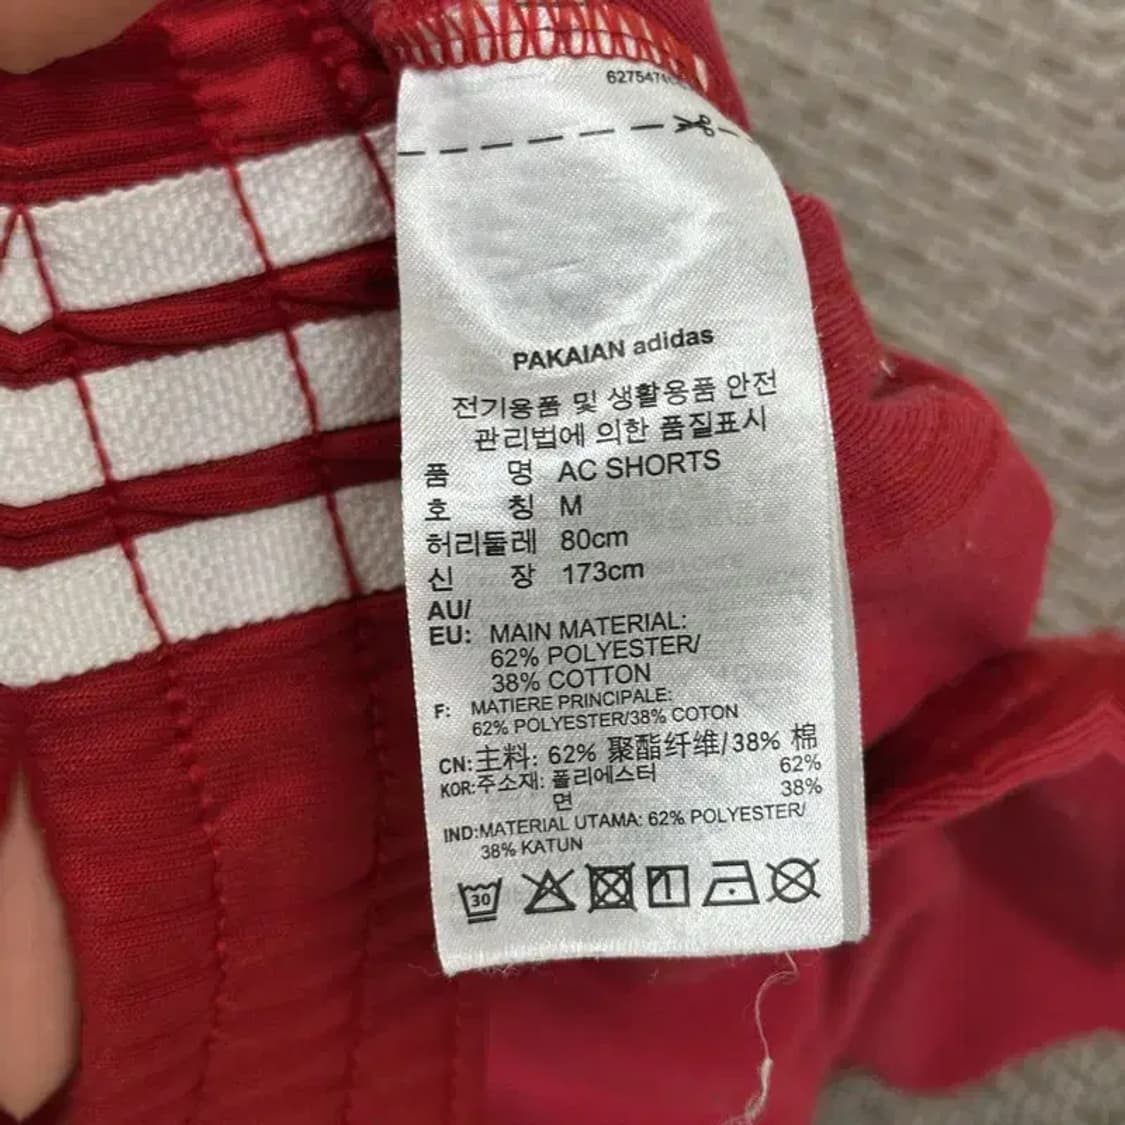 PAKAIAN adidas
전기용품 및 생활용품 안전
관리법에 의한 품질표시
품 명 AC SHORTS
호 칭 M
허리둘레 80cm
신 장 173cm
AU/
EU: MAIN MATERIAL:
62% POLYESTER/
38% COTTON
F: MATIERE PRINCIPALE:
62% POLYESTER/38% COTON
CN:主料: 62% 聚酯纤维/38% 棉
KOR:주소재: 폴리에스터 62%
면 38%
IND:MATERIAL UTAMA: 62% POLYESTER/
38% KATUN
30